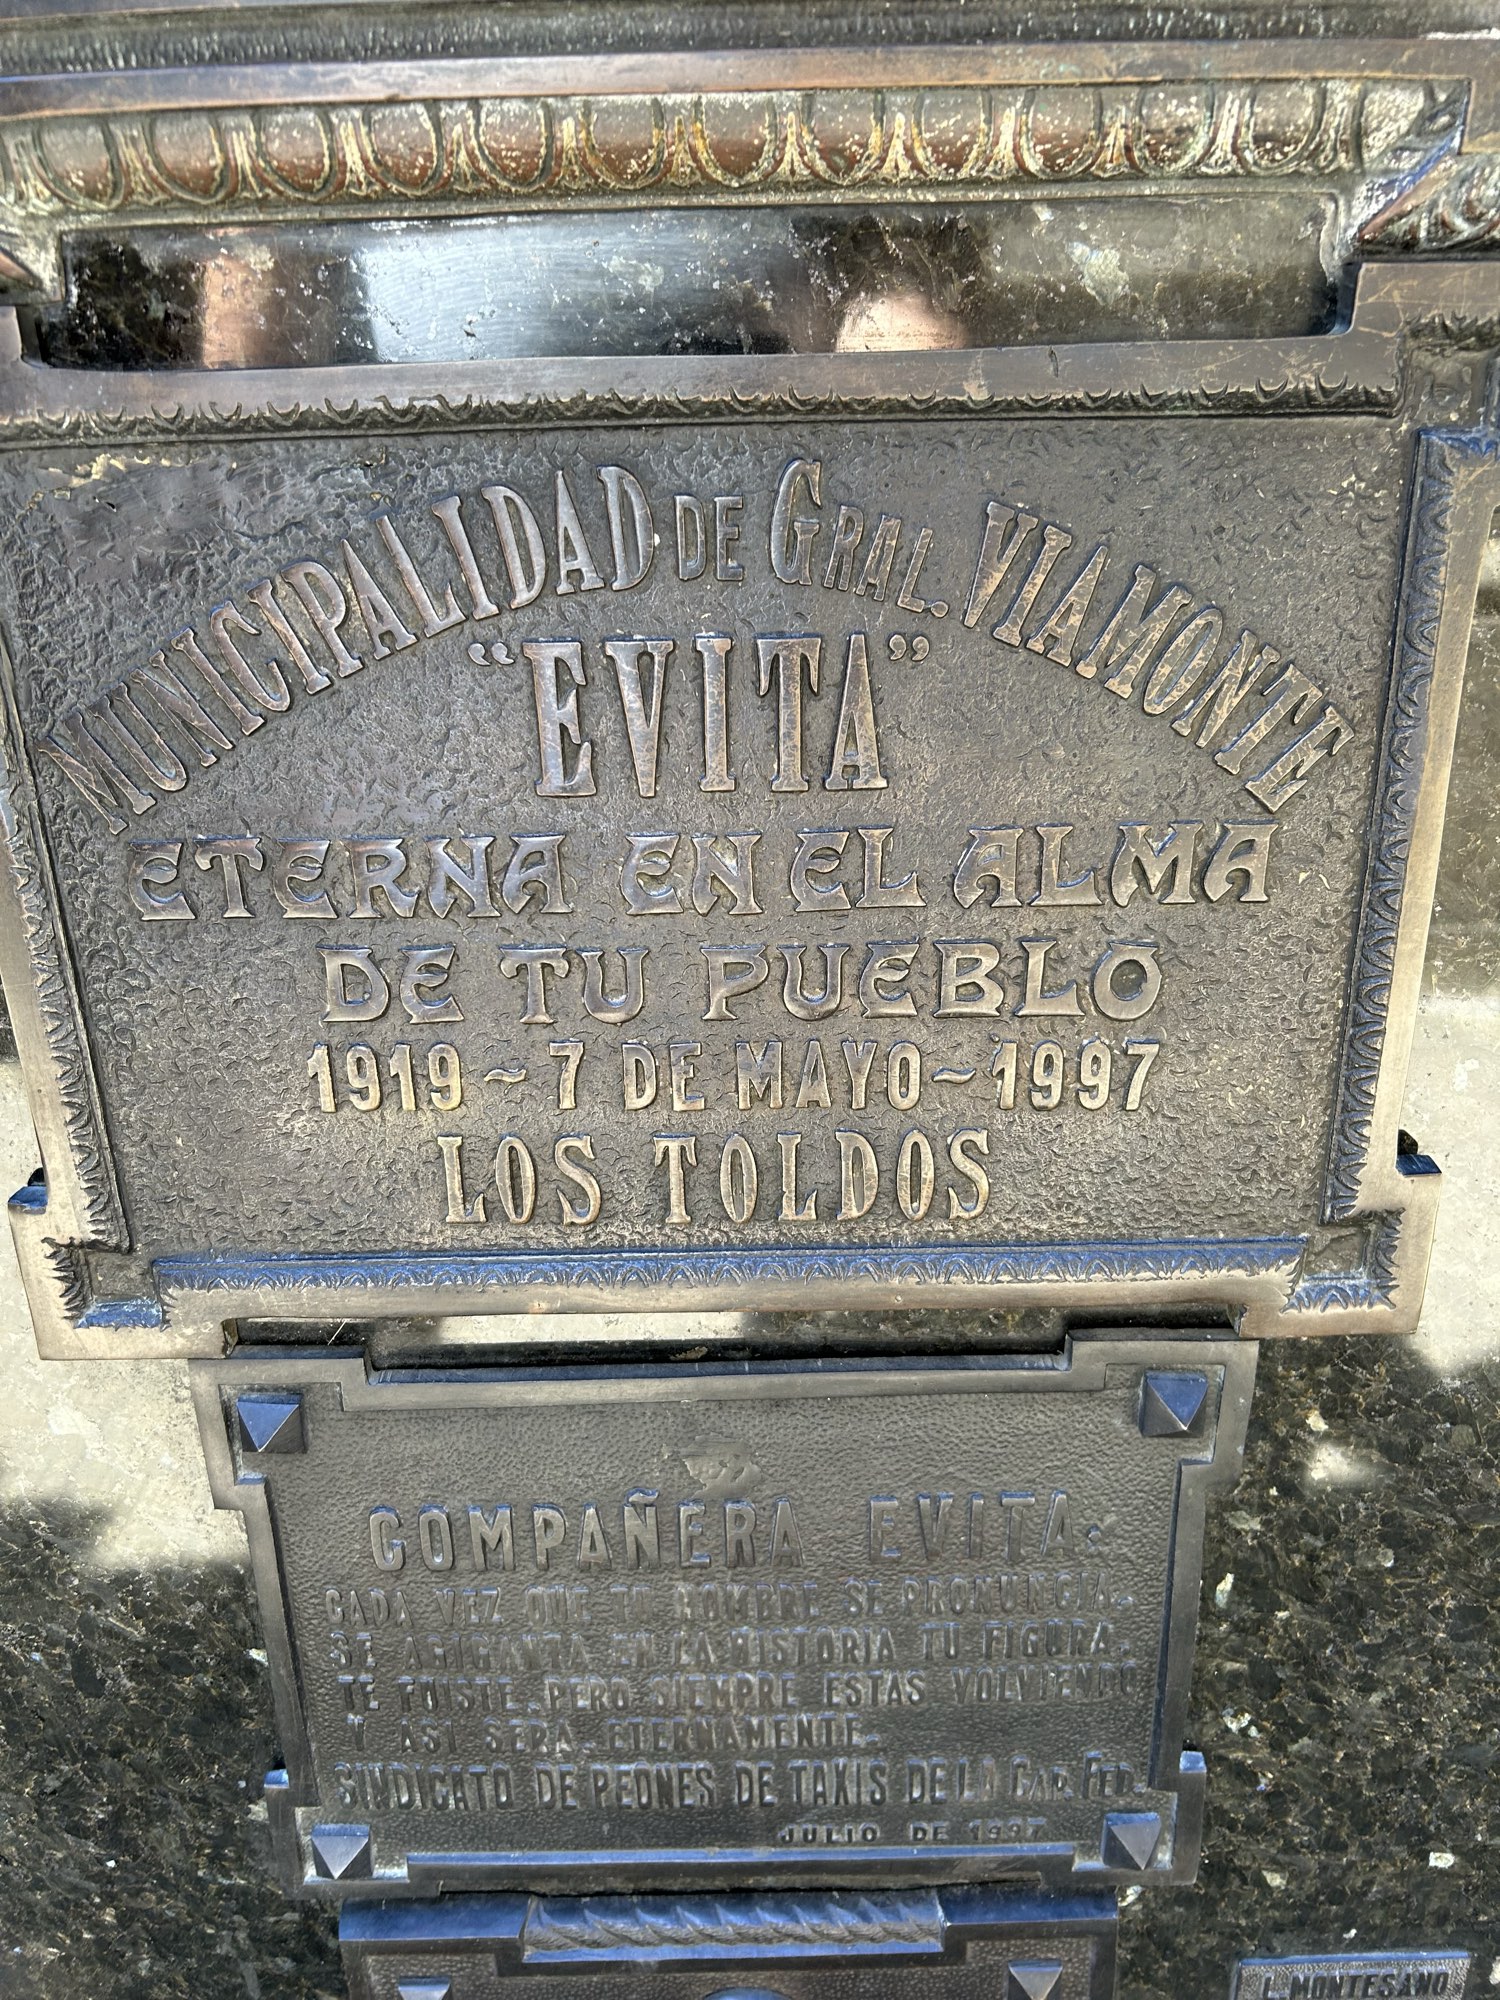 MUNICIPALIDAD DE GRAL. VIAMONTE
"EVITA"
ETERNA EN EL ALMA
DE TU PUEBLO
1919 ~ 7 DE MAYO ~ 1997
LOS TOLDOS
COMPAÑERA EVITA:
CADA VEZ QUE TU NOMBRE SE PRONUNCIA,
SE AGIGANTA EN LA HISTORIA TU FIGURA.
TE FUISTE, PERO SIEMPRE ESTAS VOLVIENDO
Y ASI SERA, ETERNAMENTE.
SINDICATO DE PEONES DE TAXIS DE LA CAP. FED.
JULIO DE 1997
L. MONTESANO